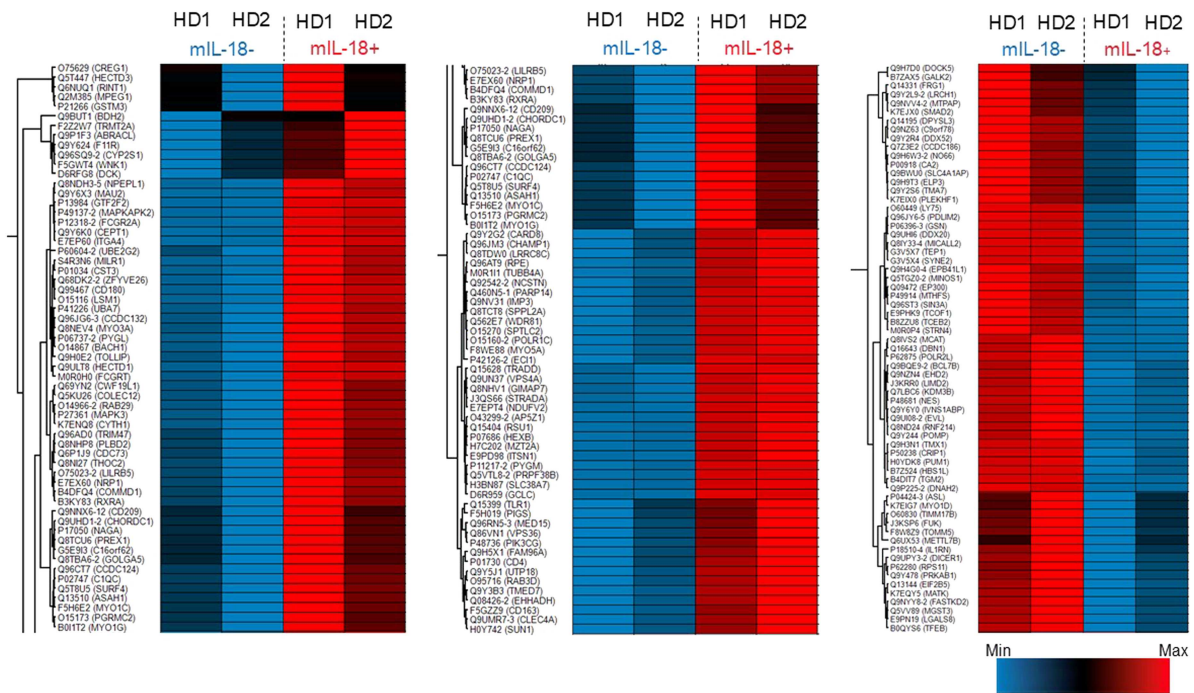 HD1 HD2 HD1 HD2
mIL-18- mIL-18+
O75629 (CREG1)
Q5T447 (HECTD3)
Q6NUQ1 (RINT1)
Q2M385 (MPEG1)
P21266 (GSTM3)
Q9BUT1 (BDH2)
F2Z2W7 (TRMT2A)
Q9P1F3 (ABRACL)
Q9Y624 (F11R)
Q96SQ9-2 (CYP2S1)
F5GWT4 (WNK1)
D6RFG8 (DCK)
Q8NDH3-5 (NPEPL1)
Q9Y6X3 (MAU2)
P13984 (GTF2F2)
P49137-2 (MAPKAPK2)
P12318-2 (FCGR2A)
Q9Y6K0 (CEPT1)
E7EP60 (ITGA4)
P60604-2 (UBE2G2)
S4R3N6 (MILR1)
P01034 (CST3)
Q68DK2-2 (ZFYVE26)
Q99467 (CD180)
O15116 (LSM1)
P41226 (UBA7)
Q96JG6-3 (CCDC132)
Q8NEV4 (MYO3A)
P06737-2 (PYGL)
O14867 (BACH1)
Q9H0E2 (TOLLIP)
Q9ULT8 (HECTD1)
M0R0H0 (FCGRT)
Q69YN2 (CWF19L1)
Q5KU26 (COLEC12)
O14966-2 (RAB29)
P27361 (MAPK3)
K7ENQ8 (CYTH1)
Q96AD0 (TRIM47)
Q8NHP8 (PLBD2)
Q6P1J9 (CDC73)
Q8NI27 (THOC2)
O75023-2 (LILRB5)
E7EX60 (NRP1)
B4DFQ4 (COMMD1)
B3KY83 (RXRA)
Q9NNX6-12 (CD209)
Q9UHD1-2 (CHORDC1)
P17050 (NAGA)
Q8TCU6 (PREX1)
G5E9I3 (C16orf62)
Q8TBA6-2 (GOLGA5)
Q96CT7 (CCDC124)
P02747 (C1QC)
Q5T8U5 (SURF4)
Q13510 (ASAH1)
F5H6E2 (MYO1C)
O15173 (PGRMC2)
B0I1T2 (MYO1G)
HD1 HD2 HD1 HD2
mIL-18- mIL-18+
O75023-2 (LILRB5)
E7EX60 (NRP1)
B4DFQ4 (COMMD1)
B3KY83 (RXRA)
Q9NNX6-12 (CD209)
Q9UHD1-2 (CHORDC1)
P17050 (NAGA)
Q8TCU6 (PREX1)
G5E9I3 (C16orf62)
Q8TBA6-2 (GOLGA5)
Q96CT7 (CCDC124)
P02747 (C1QC)
Q5T8U5 (SURF4)
Q13510 (ASAH1)
F5H6E2 (MYO1C)
O15173 (PGRMC2)
B0I1T2 (MYO1G)
Q9Y2G2 (CARD8)
Q96JM3 (CHAMP1)
Q8TDW0 (LRRC8C)
Q96AT9 (RPE)
M0R1I1 (TUBB4A)
Q92542-2 (NCSTN)
Q460N5-1 (PARP14)
Q9NV31 (IMP3)
Q8TCT8 (SPPL2A)
Q562E7 (WDR81)
O15270 (SPTLC2)
O15160-2 (POLR1C)
F8WE88 (MYO5A)
P42126-2 (ECI1)
Q15628 (TRADD)
Q9UN37 (VPS4A)
Q8NHV1 (GIMAP7)
J3QS66 (STRADA)
E7EPT4 (NDUFV2)
O43299-2 (AP5Z1)
Q15404 (RSU1)
P07686 (HEXB)
H7C202 (MZT2A)
E9PD98 (ITSN1)
P11217-2 (PYGM)
Q5VTL8-2 (PRPF38B)
H3BN87 (SLC38A7)
D6R959 (GCLC)
Q15399 (TLR1)
F5H019 (PIGS)
Q96RN5-3 (MED15)
Q86VN1 (VPS36)
P48736 (PIK3CG)
Q9H5X1 (FAM96A)
P01730 (CD4)
Q9Y5J1 (UTP18)
O95716 (RAB3D)
Q9Y3B3 (TMED7)
Q08426-2 (EHHADH)
F5GZZ9 (CD163)
Q9UMR7-3 (CLEC4A)
H0Y742 (SUN1)
HD1 HD2 HD1 HD2
mIL-18- mIL-18+
Q9H7D0 (DOCK5)
B7ZAX5 (GALK2)
Q14331 (FRG1)
Q9Y2L9-2 (LRCH1)
Q9NVV4-2 (MTPAP)
K7EJX0 (SMAD2)
Q14195 (DPYSL3)
Q9NZ63 (C9orf78)
Q9Y2R4 (DDX52)
Q7Z3E2 (CCDC186)
Q9H6W3-2 (NO66)
P00918 (CA2)
Q9BWU0 (SLC4A1AP)
Q9H9T3 (ELP3)
Q9Y2S6 (TMA7)
K7EIX0 (PLEKHF1)
O60449 (LY75)
Q96JY6-5 (PDLIM2)
P06396-3 (GSN)
Q9UHI6 (DDX20)
Q8IY33-4 (MICALL2)
G3V5X7 (TEP1)
G3V5X4 (SYNE2)
Q9H4G0-4 (EPB41L1)
Q5TGZ0-2 (MINOS1)
Q09472 (EP300)
P49914 (MTHFS)
Q96ST3 (SIN3A)
E9PHK9 (TCOF1)
B8ZZU8 (TCEB2)
M0R0P4 (STRN4)
Q8IVS2 (MCAT)
Q16643 (DBN1)
P62875 (POLR2L)
Q9BQE9-2 (BCL7B)
Q9NZN4 (EHD2)
J3KRR0 (LIMD2)
Q7LBC6 (KDM3B)
P48681 (NES)
Q9Y6Y0 (IVNS1ABP)
Q9UI08-2 (EVL)
Q8ND24 (RNF214)
Q9Y244 (POMP)
Q9H3N1 (TMX1)
P50238 (CRIP1)
H0YDK8 (PUM1)
B7Z524 (HBS1L)
B4DIT7 (TGM2)
Q9P225-2 (DNAH2)
P04424-3 (ASL)
K7EIG7 (MYO1D)
O60830 (TIMM17B)
J3KSP6 (FUK)
F8W8Z9 (TOMM5)
Q6UX53 (METTL7B)
P18510-4 (IL1RN)
Q9UPY3-2 (DICER1)
P62280 (RPS11)
Q9Y478 (PRKAB1)
Q13144 (EIF2B5)
K7EQY5 (MATK)
Q9NYY8-2 (FASTKD2)
Q5VV89 (MGST3)
E9PN19 (LGALS8)
B0QYS6 (TFEB)
Min Max